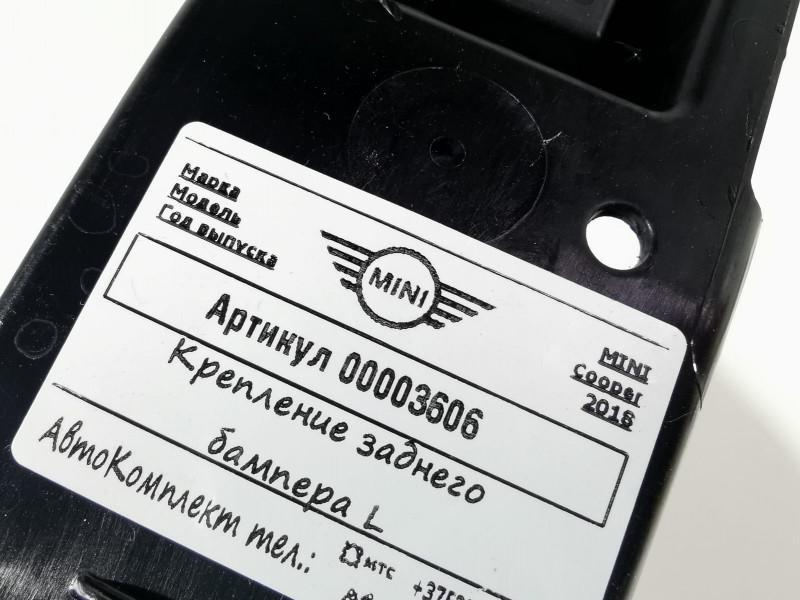 Марка
Модель
Год выпуска
MINI
MINI
Cooper
2016
Артикул 00003606
Крепление заднего
бампера L
АвтоКомплект тел.:
МТС